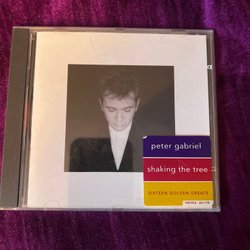 peter gabriel
shaking the tree
SIXTEEN GOLDEN GREATS